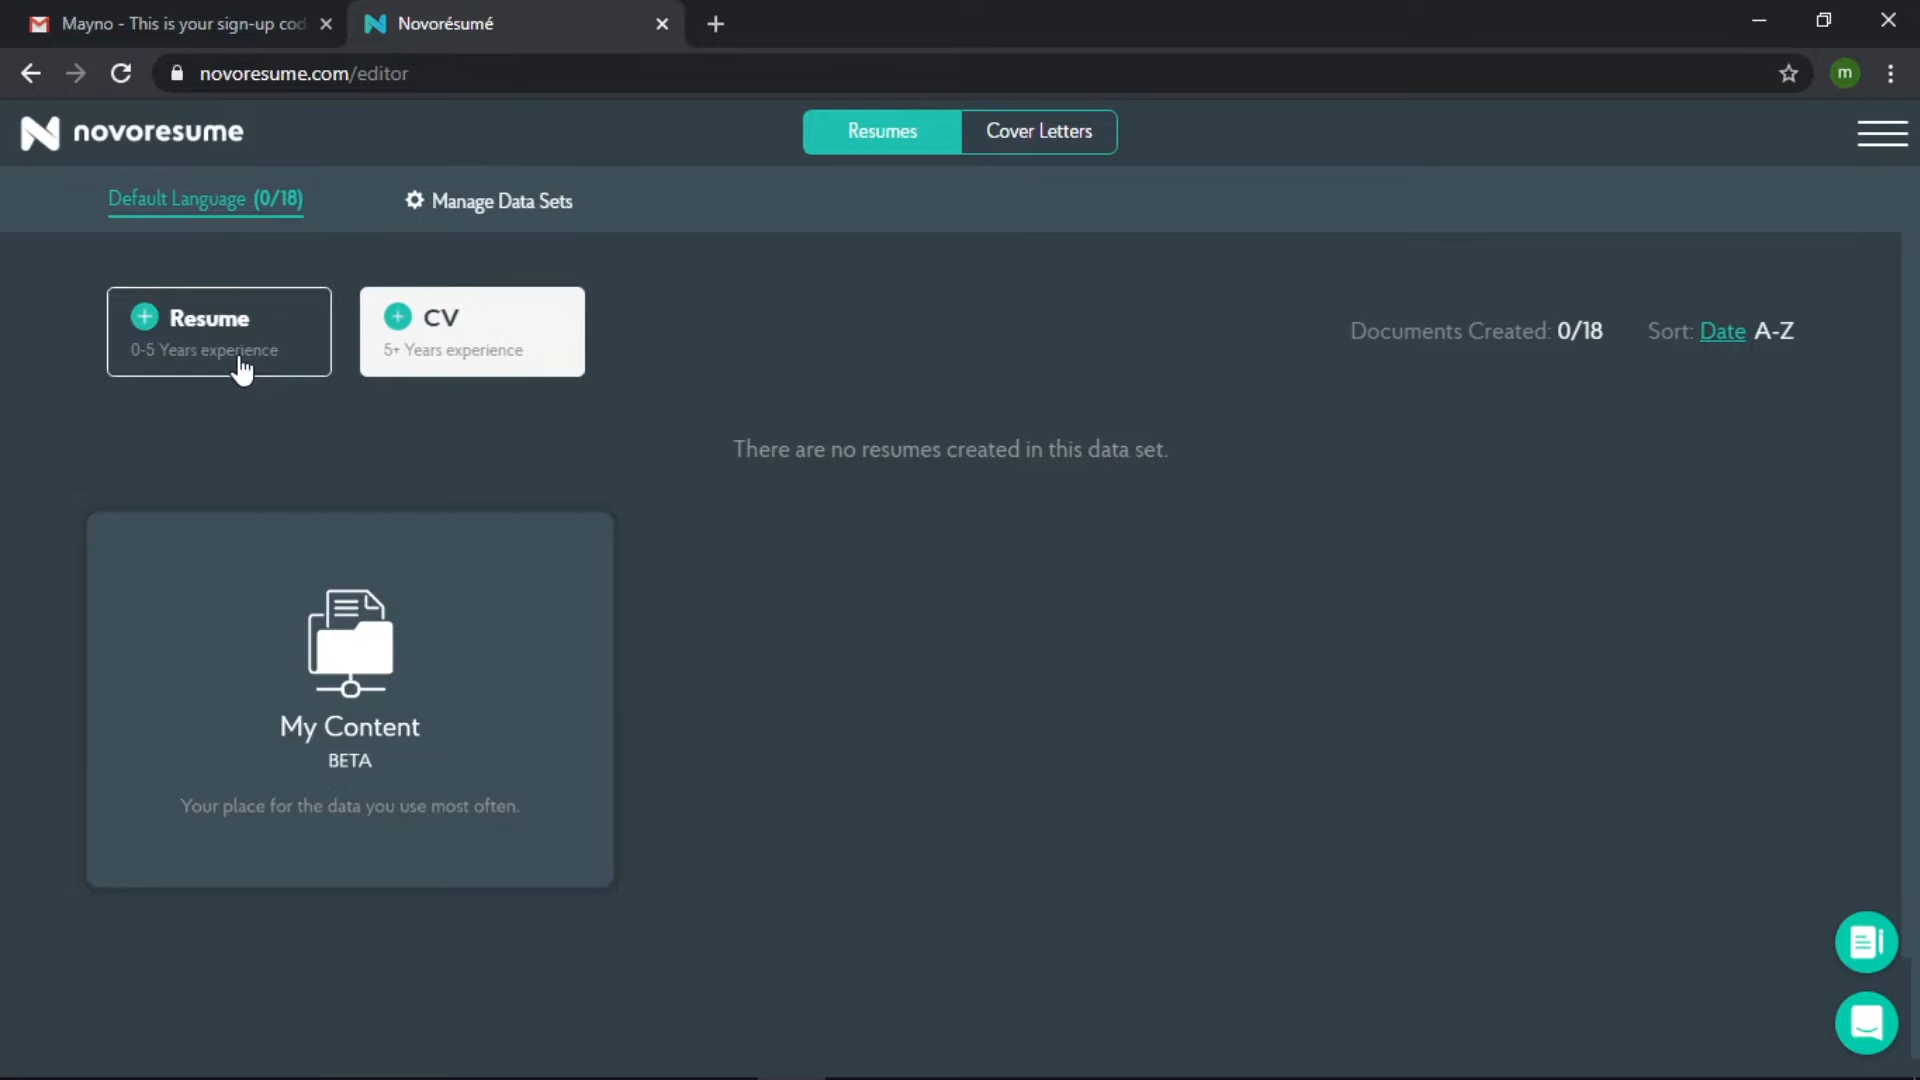 Mayno - This is your sign-up cod
Novorésumé
novoresume.com/editor
m
novoresume
Resumes
Cover Letters
Default Language (0/18)
Manage Data Sets
Resume
0-5 Years experience
CV
5+ Years experience
Documents Created: 0/18
Sort: Date A-Z
There are no resumes created in this data set.
My Content
BETA
Your place for the data you use most often.